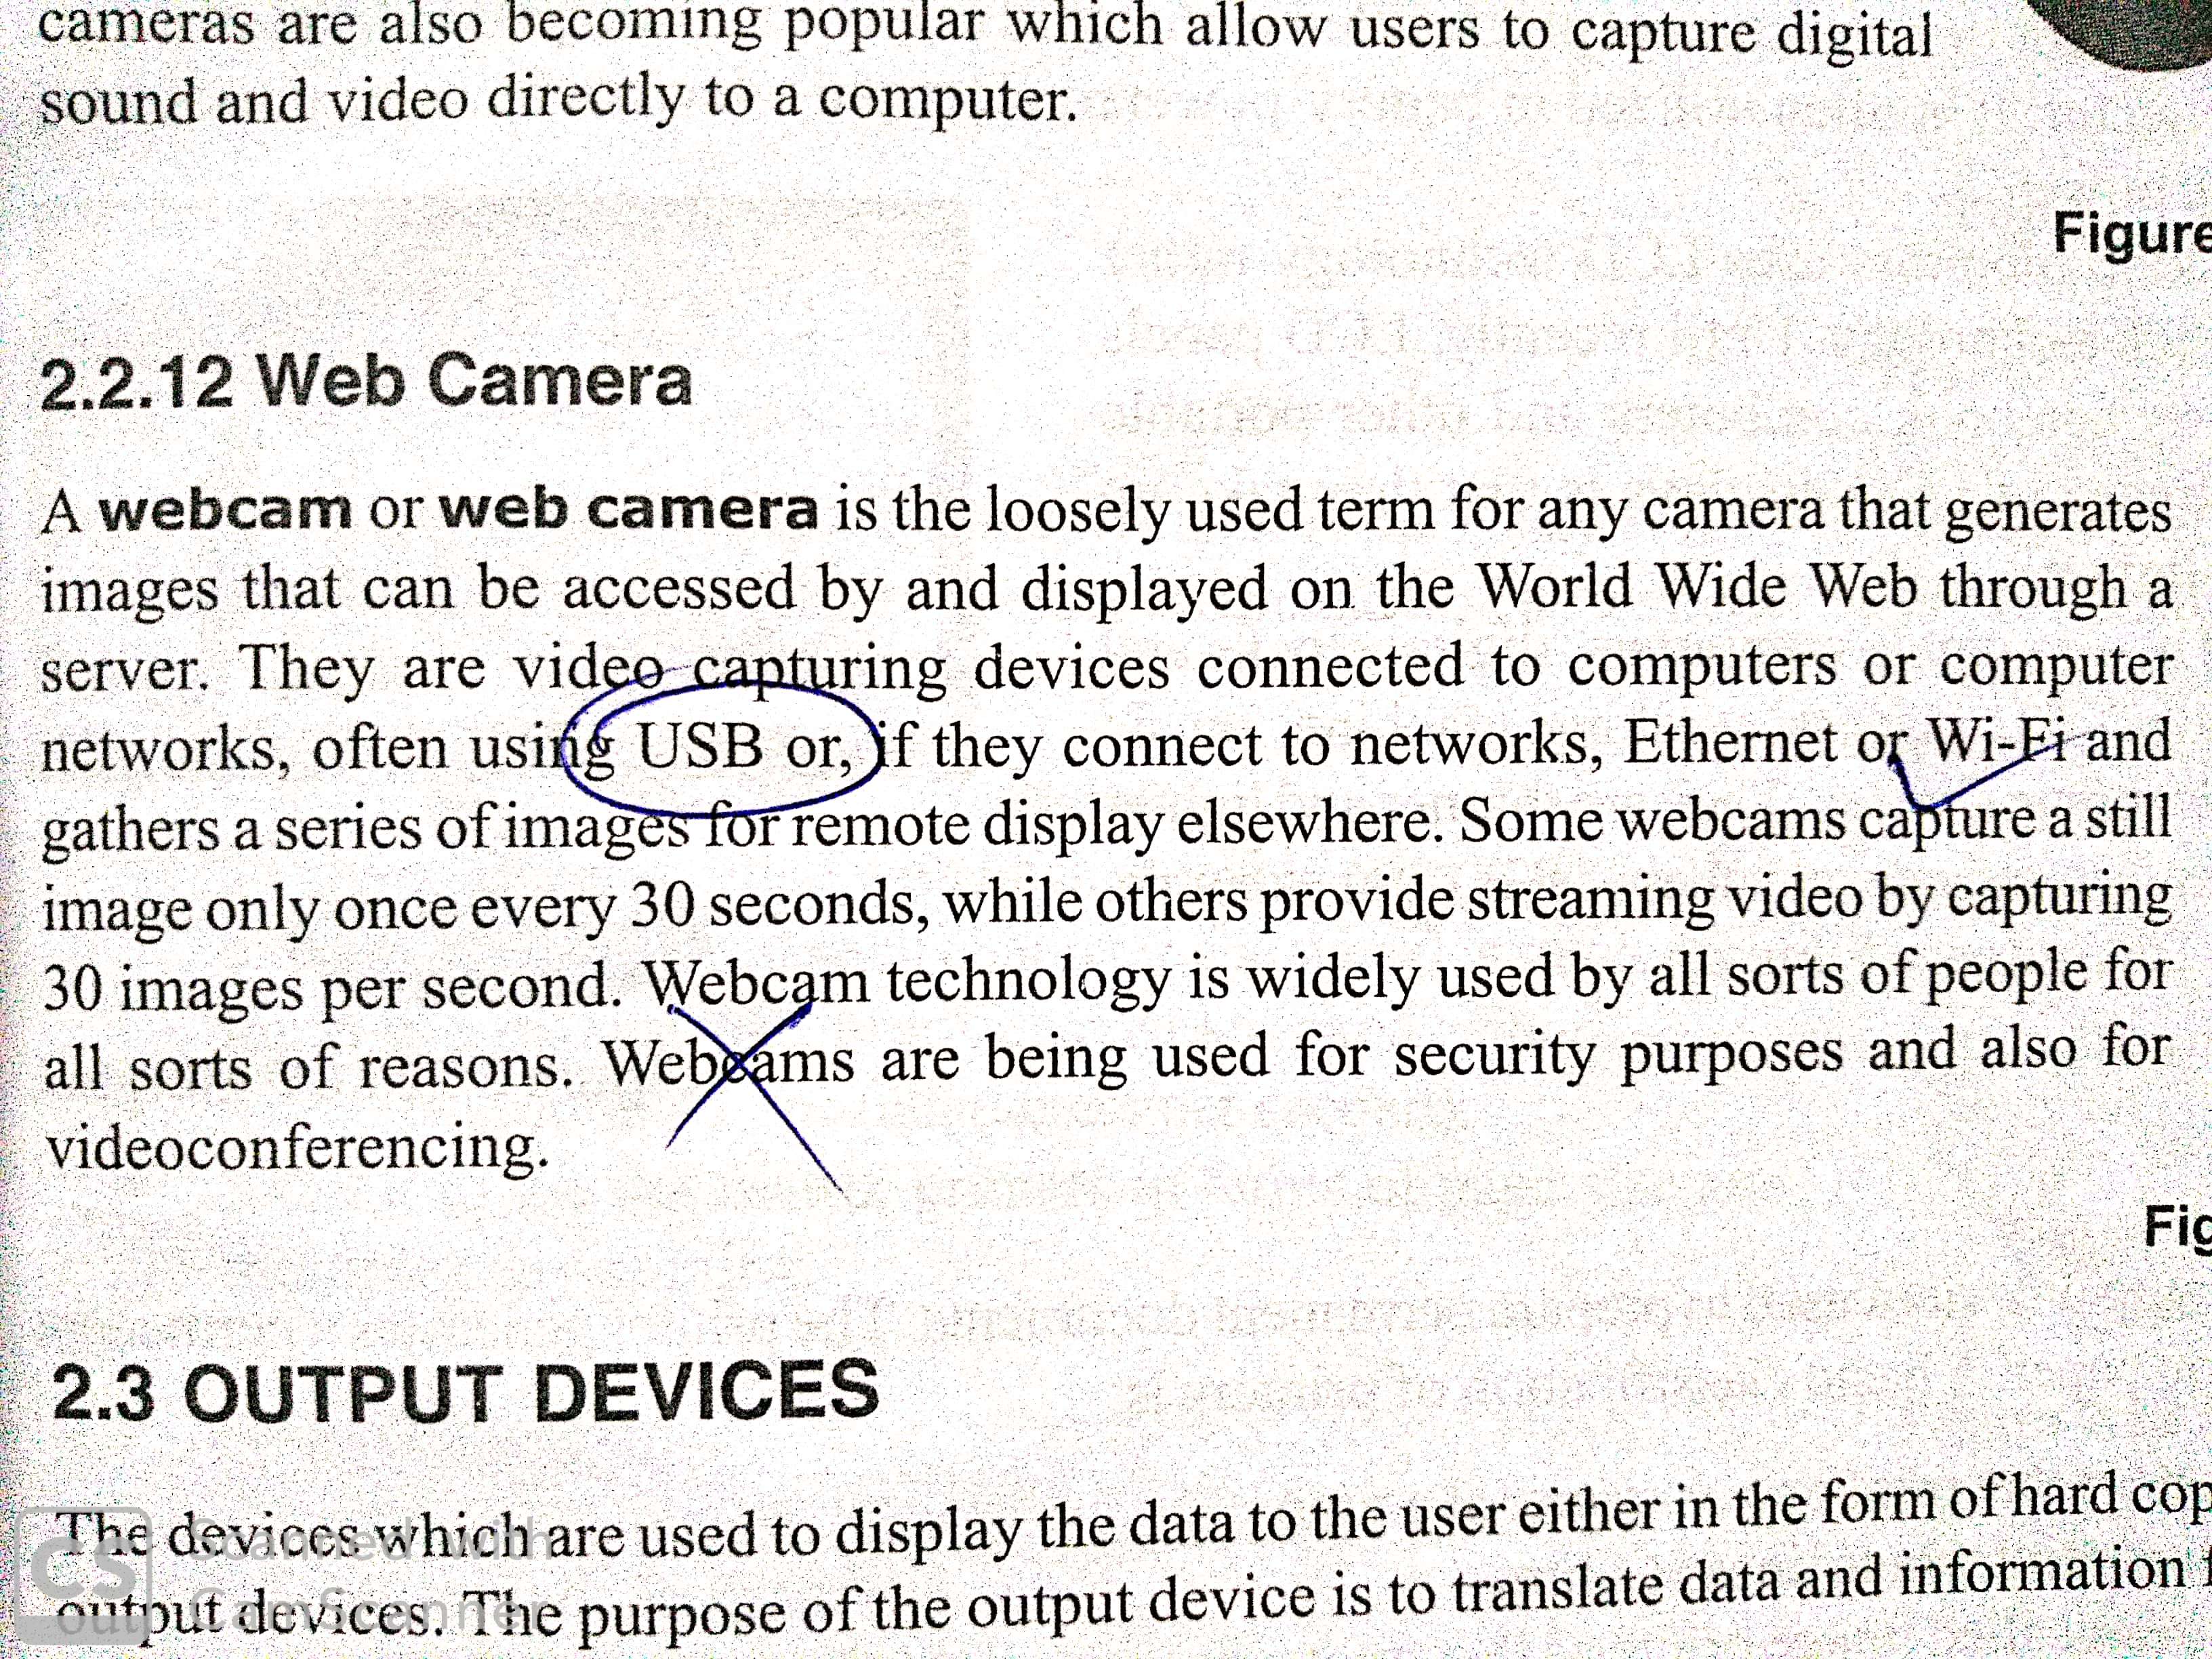 cameras are also becoming popular which allow users to capture digital
sound and video directly to a computer.
Figure
2.2.12 Web Camera
A webcam or web camera is the loosely used term for any camera that generates
images that can be accessed by and displayed on the World Wide Web through a
server. They are video capturing devices connected to computers or computer
networks, often using USB or, if they connect to networks, Ethernet or Wi-Fi and
gathers a series of images for remote display elsewhere. Some webcams capture a still
image only once every 30 seconds, while others provide streaming video by capturing
30 images per second. Webcam technology is widely used by all sorts of people for
all sorts of reasons. Webcams are being used for security purposes and also for
videoconferencing.
Fig
2.3 OUTPUT DEVICES
The devices which are used to display the data to the user either in the form of hard cop
output devices. The purpose of the output device is to translate data and information
CS Scanned with
CamScanner